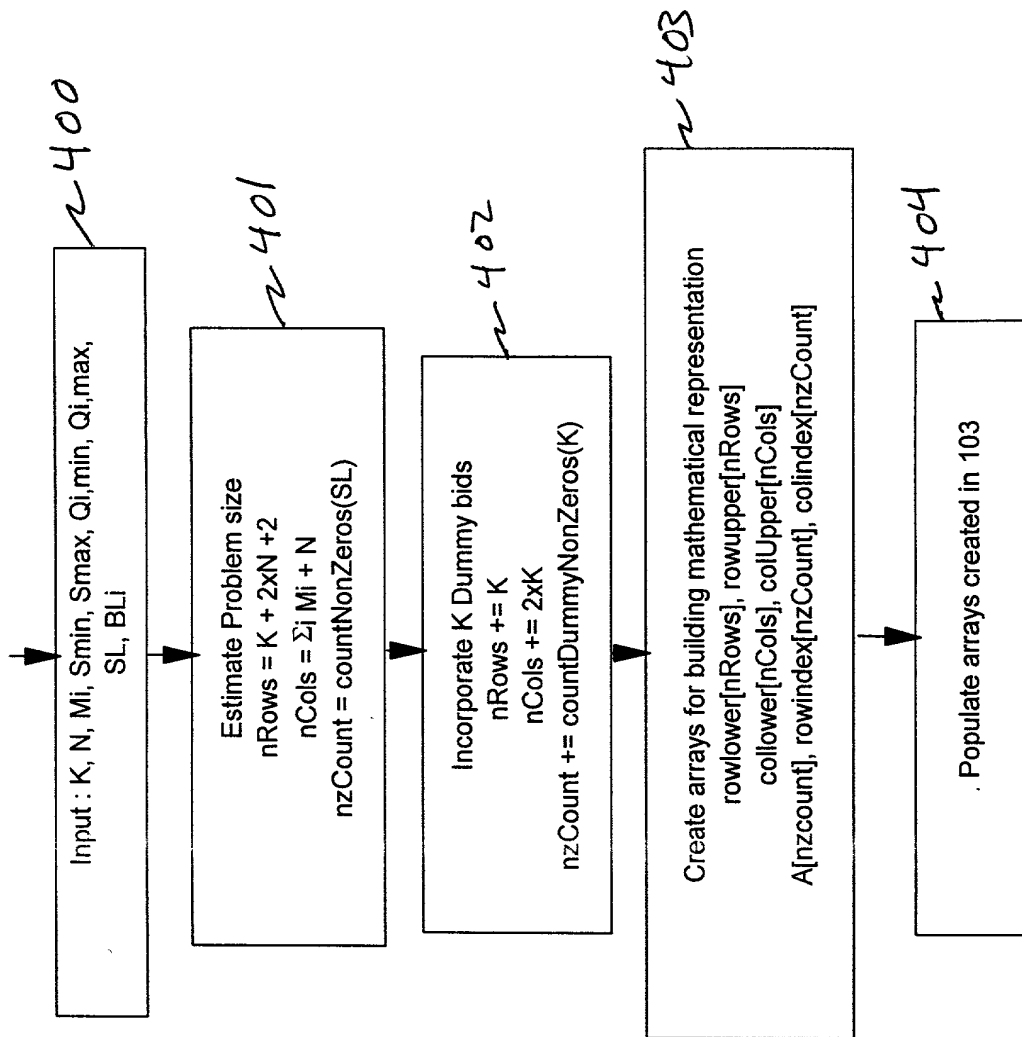 400
Input : K, N, Mi, Smin, Smax, Qi,min, Qi,max,
SL, BLi
401
Estimate Problem size
nRows = K + 2xN +2
nCols = Σi Mi + N
nzCount = countNonZeros(SL)
402
Incorporate K Dummy bids
nRows += K
nCols += 2xK
nzCount += countDummyNonZeros(K)
403
Create arrays for building mathematical representation
rowlower[nRows], rowupper[nRows]
collower[nCols], colUpper[nCols]
A[nzcount], rowindex[nzCount], colindex[nzCount]
404
. Populate arrays created in 103